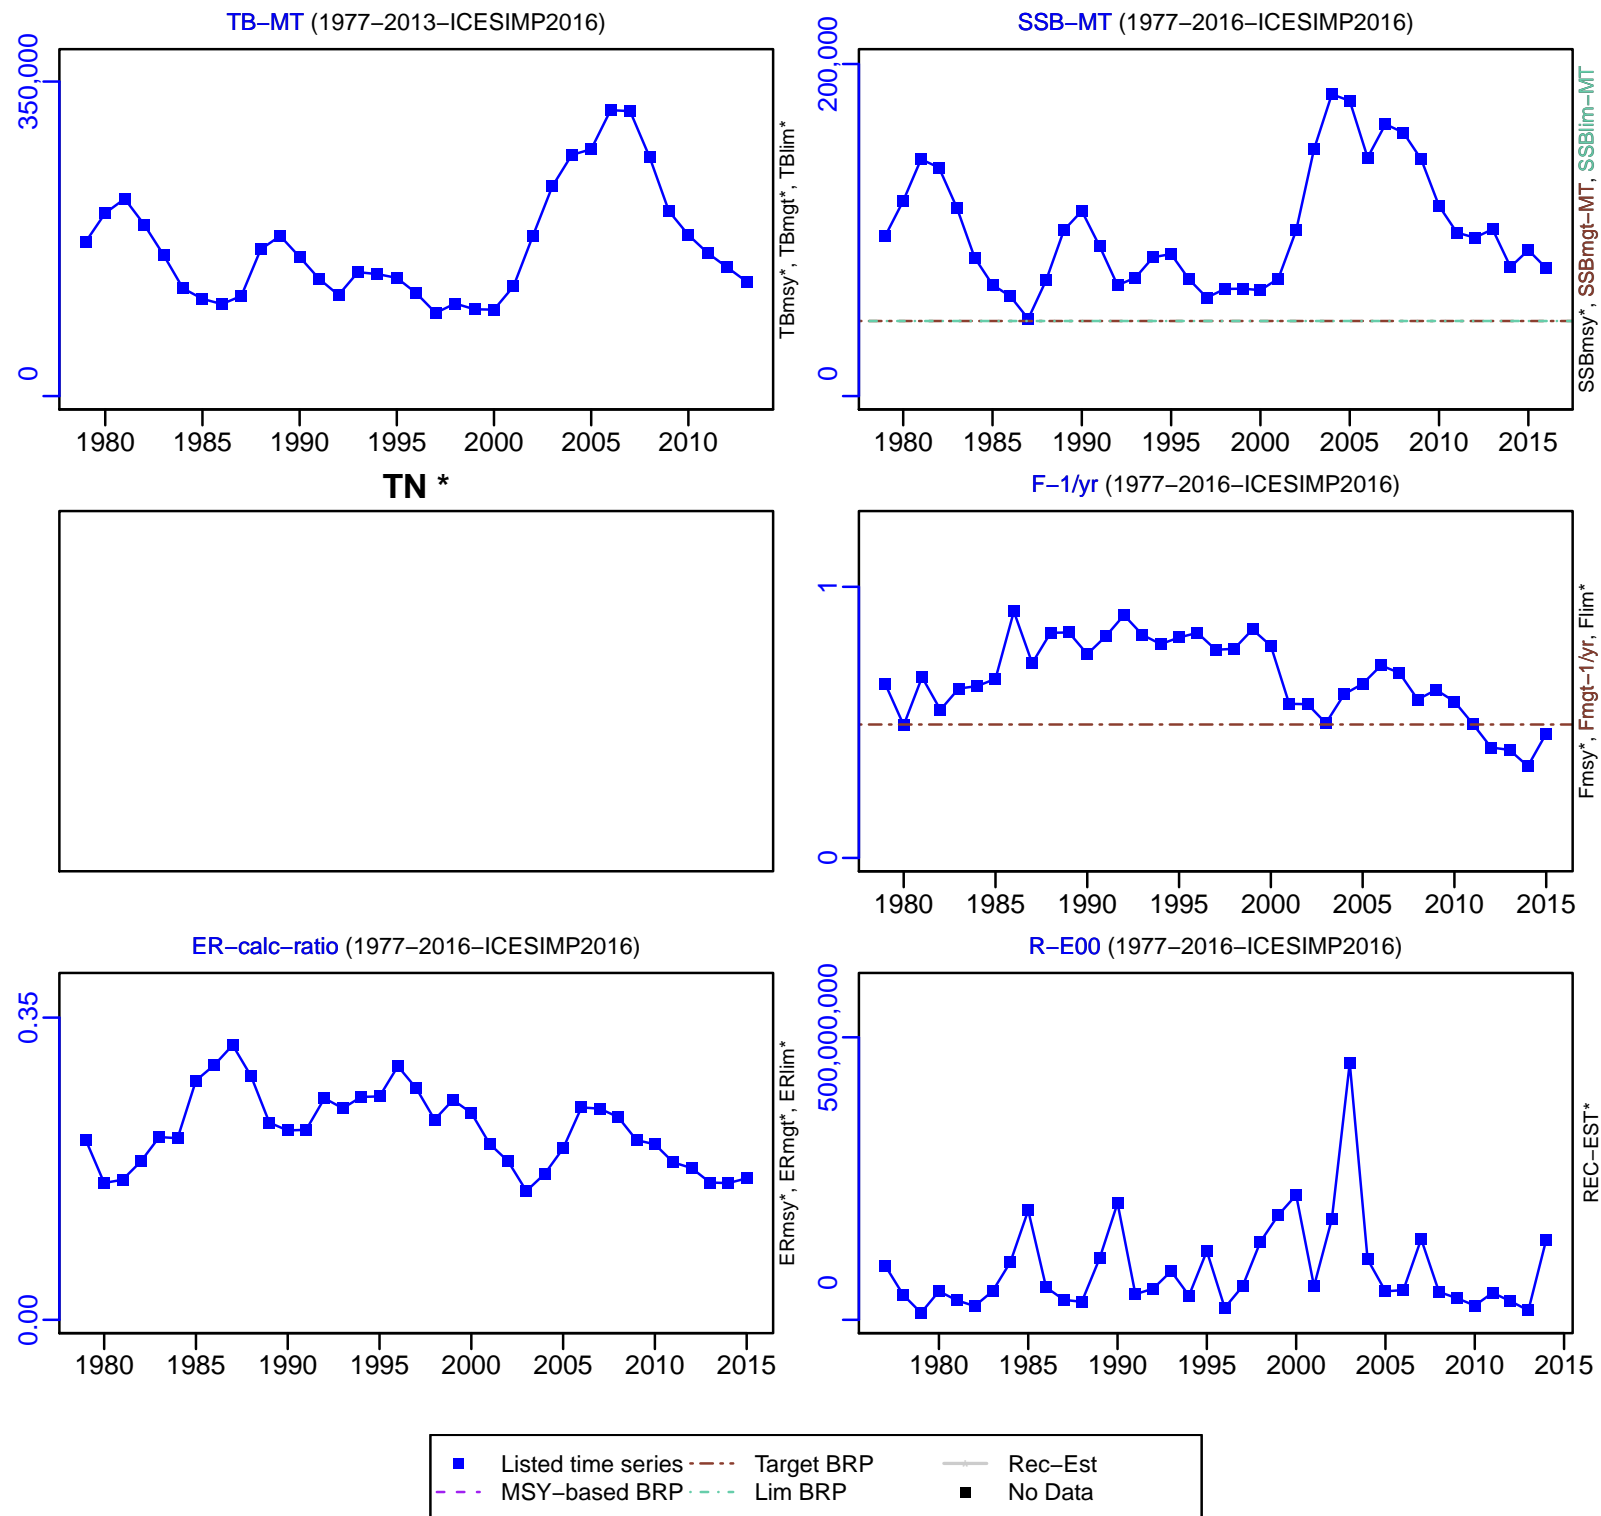 TB−MT (1977−2013−ICESIMP2016)
350,000
0
TBmsy*, TBmgt*, TBlim*
1980 1985 1990 1995 2000 2005 2010
SSB−MT (1977−2016−ICESIMP2016)
200,000
0
SSBmsy*, SSBmgt−MT, SSBlim−MT
1980 1985 1990 1995 2000 2005 2010 2015
TN *
F−1/yr (1977−2016−ICESIMP2016)
1
0
Fmsy*, Fmgt−1/yr, Flim*
1980 1985 1990 1995 2000 2005 2010 2015
ER−calc−ratio (1977−2016−ICESIMP2016)
0.35
0.00
ERmsy*, ERmgt*, ERlim*
1980 1985 1990 1995 2000 2005 2010 2015
R−E00 (1977−2016−ICESIMP2016)
500,000,000
0
REC−EST*
1980 1985 1990 1995 2000 2005 2010 2015
Listed time series Target BRP Rec−Est
MSY−based BRP Lim BRP No Data